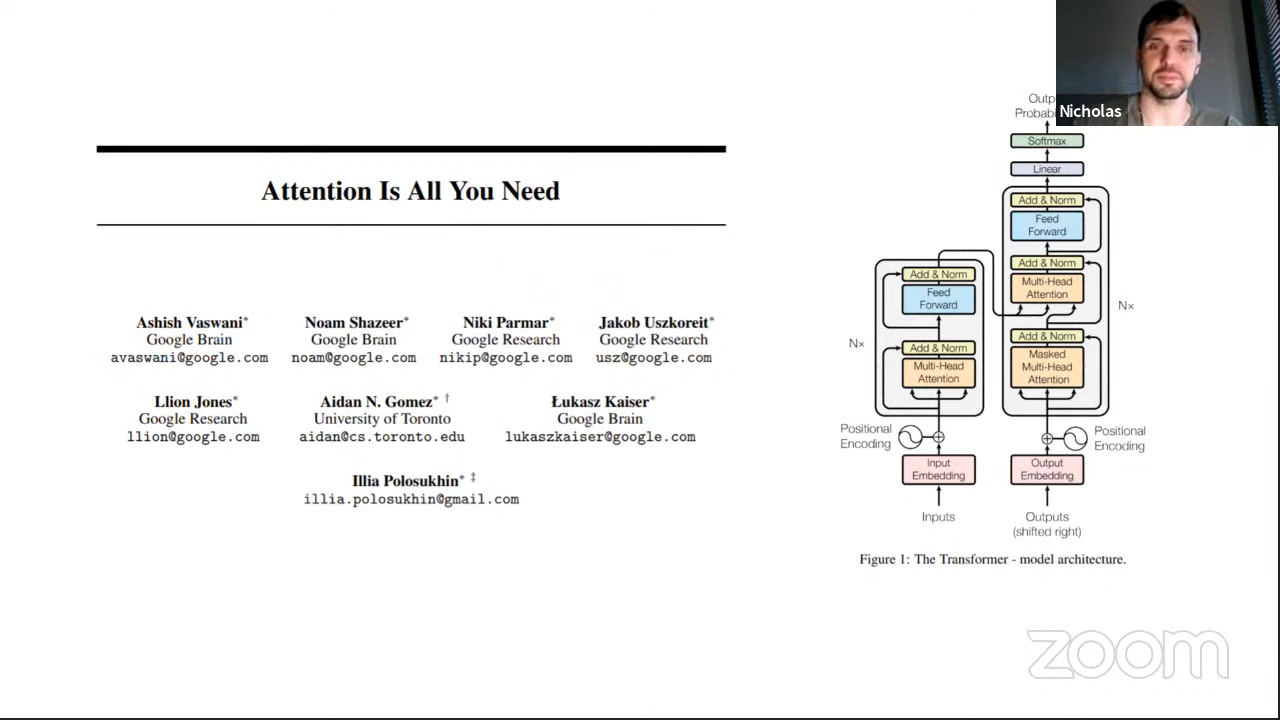 Attention Is All You Need
Ashish Vaswani* Noam Shazeer* Niki Parmar* Jakob Uszkoreit*
Google Brain Google Brain Google Research Google Research
avaswani@google.com noam@google.com nikip@google.com usz@google.com
Llion Jones* Aidan N. Gomez* † Łukasz Kaiser*
Google Research University of Toronto Google Brain
llion@google.com aidan@cs.toronto.edu lukaszkaiser@google.com
Illia Polosukhin* ‡
illia.polosukhin@gmail.com
Nicholas
Softmax
Linear
Add & Norm
Feed
Forward
Add & Norm
Multi-Head
Attention
Add & Norm
Masked
Multi-Head
Attention
N×
Add & Norm
Feed
Forward
Add & Norm
Multi-Head
Attention
N×
Positional
Encoding
Positional
Encoding
Input
Embedding
Output
Embedding
Inputs
Outputs
(shifted right)
Figure 1: The Transformer - model architecture.
zoom